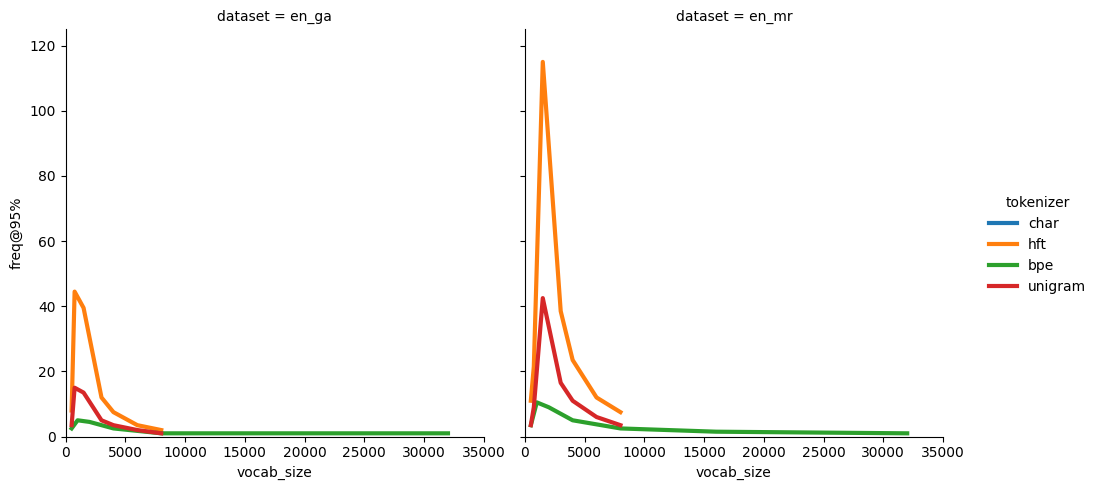 dataset = en_ga
dataset = en_mr
freq@95%
120
100
80
60
40
20
0
0 5000 10000 15000 20000 25000 30000 35000
0 5000 10000 15000 20000 25000 30000 35000
vocab_size
vocab_size
tokenizer
char
hft
bpe
unigram